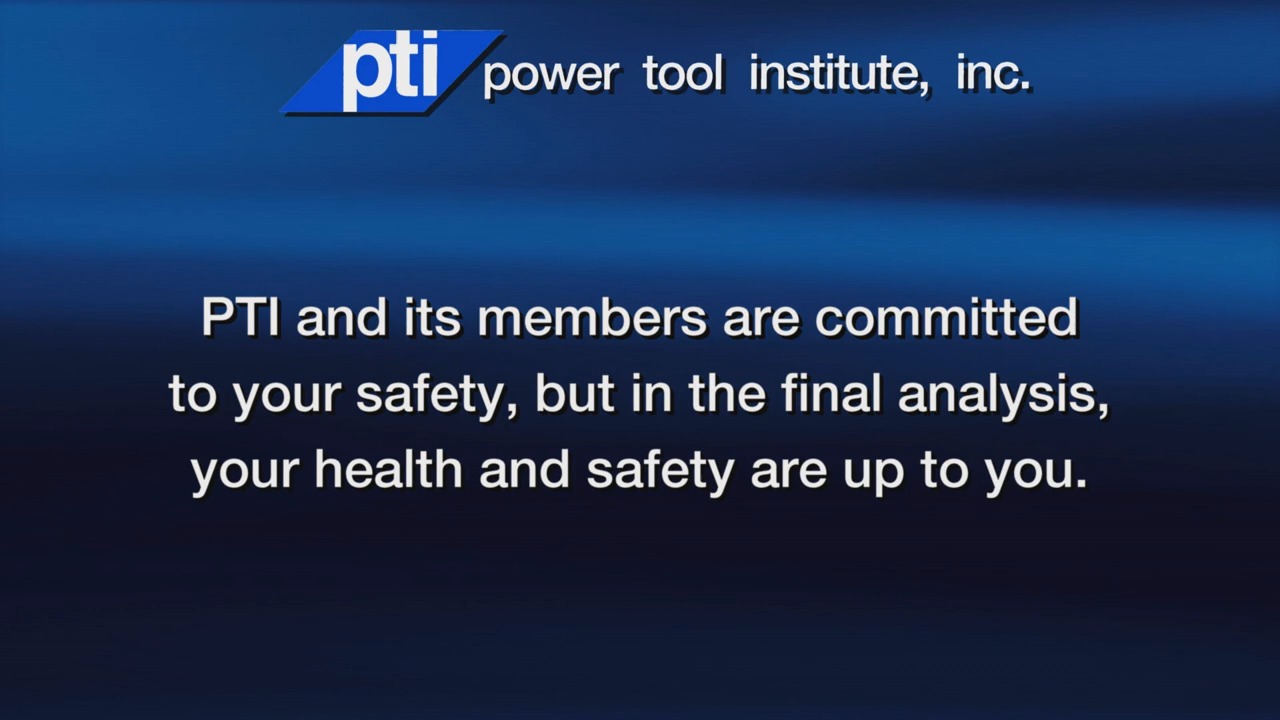 pti power tool institute, inc.
PTI and its members are committed
to your safety, but in the final analysis,
your health and safety are up to you.